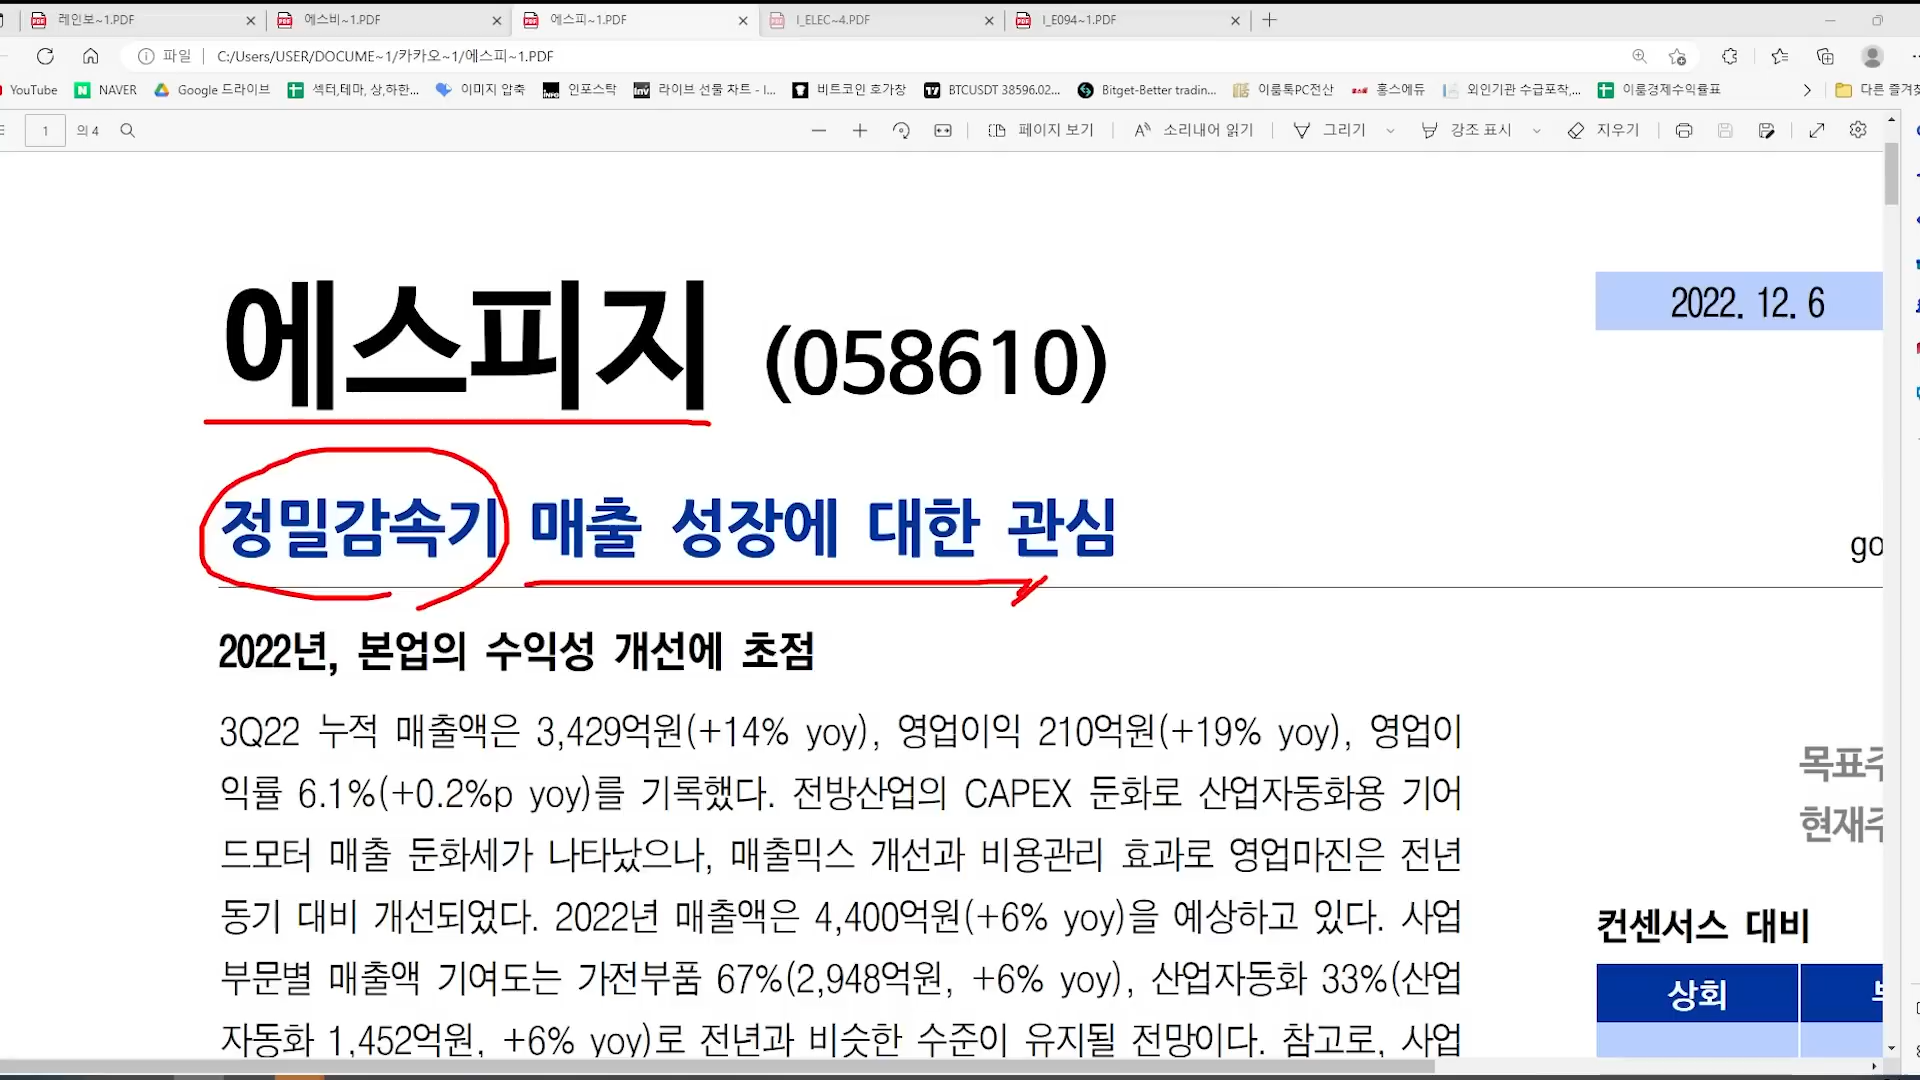 레인보~1.PDF
에스비~1.PDF
에스피~1.PDF
I_ELEC~4.PDF
I_E094~1.PDF
파일
C:/Users/USER/DOCUME~1/카카오~1/에스피~1.PDF
YouTube
NAVER
Google 드라이브
섹터,테마, 상,하한...
이미지 압축
인포스탁
라이브 선물 차트 - I...
비트코인 호가창
BTCUSDT 38596.02...
Bitget-Better tradin...
이룸톡PC전산
홍스에듀
외인기관 수급포착,...
이룸경제수익률표
다른 즐겨찾
1
의 4
페이지 보기
소리내어 읽기
그리기
강조 표시
지우기
에스피지 (058610)
2022. 12. 6
정밀감속기 매출 성장에 대한 관심
go
2022년, 본업의 수익성 개선에 초점
3Q22 누적 매출액은 3,429억원(+14% yoy), 영업이익 210억원(+19% yoy), 영업이
익률 6.1%(+0.2%p yoy)를 기록했다. 전방산업의 CAPEX 둔화로 산업자동화용 기어
드모터 매출 둔화세가 나타났으나, 매출믹스 개선과 비용관리 효과로 영업마진은 전년
동기 대비 개선되었다. 2022년 매출액은 4,400억원(+6% yoy)을 예상하고 있다. 사업
부문별 매출액 기여도는 가전부품 67%(2,948억원, +6% yoy), 산업자동화 33%(산업
자동화 1,452억원, +6% yoy)로 전년과 비슷한 수준이 유지될 전망이다. 참고로, 사업
목표주
현재주
컨센서스 대비
상회